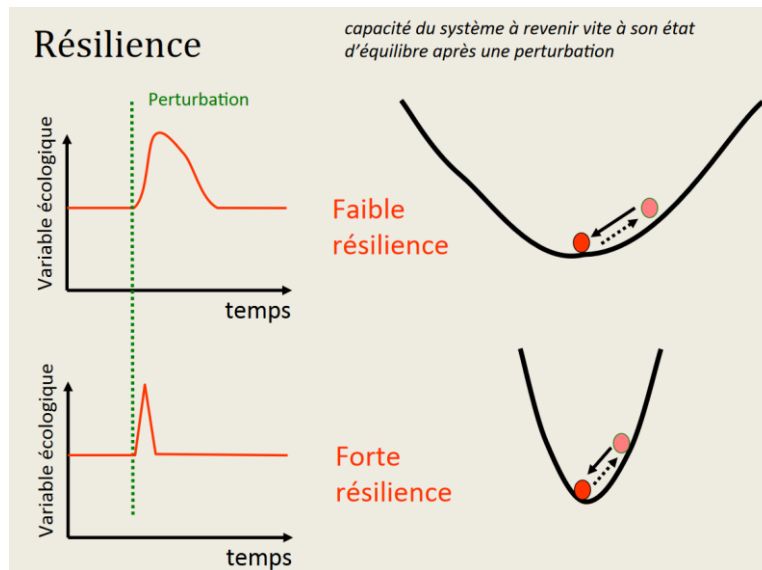 Résilience
capacité du système à revenir vite à son état
d'équilibre après une perturbation
Perturbation
Variable écologique
temps
Faible
résilience
Variable écologique
temps
Forte
résilience